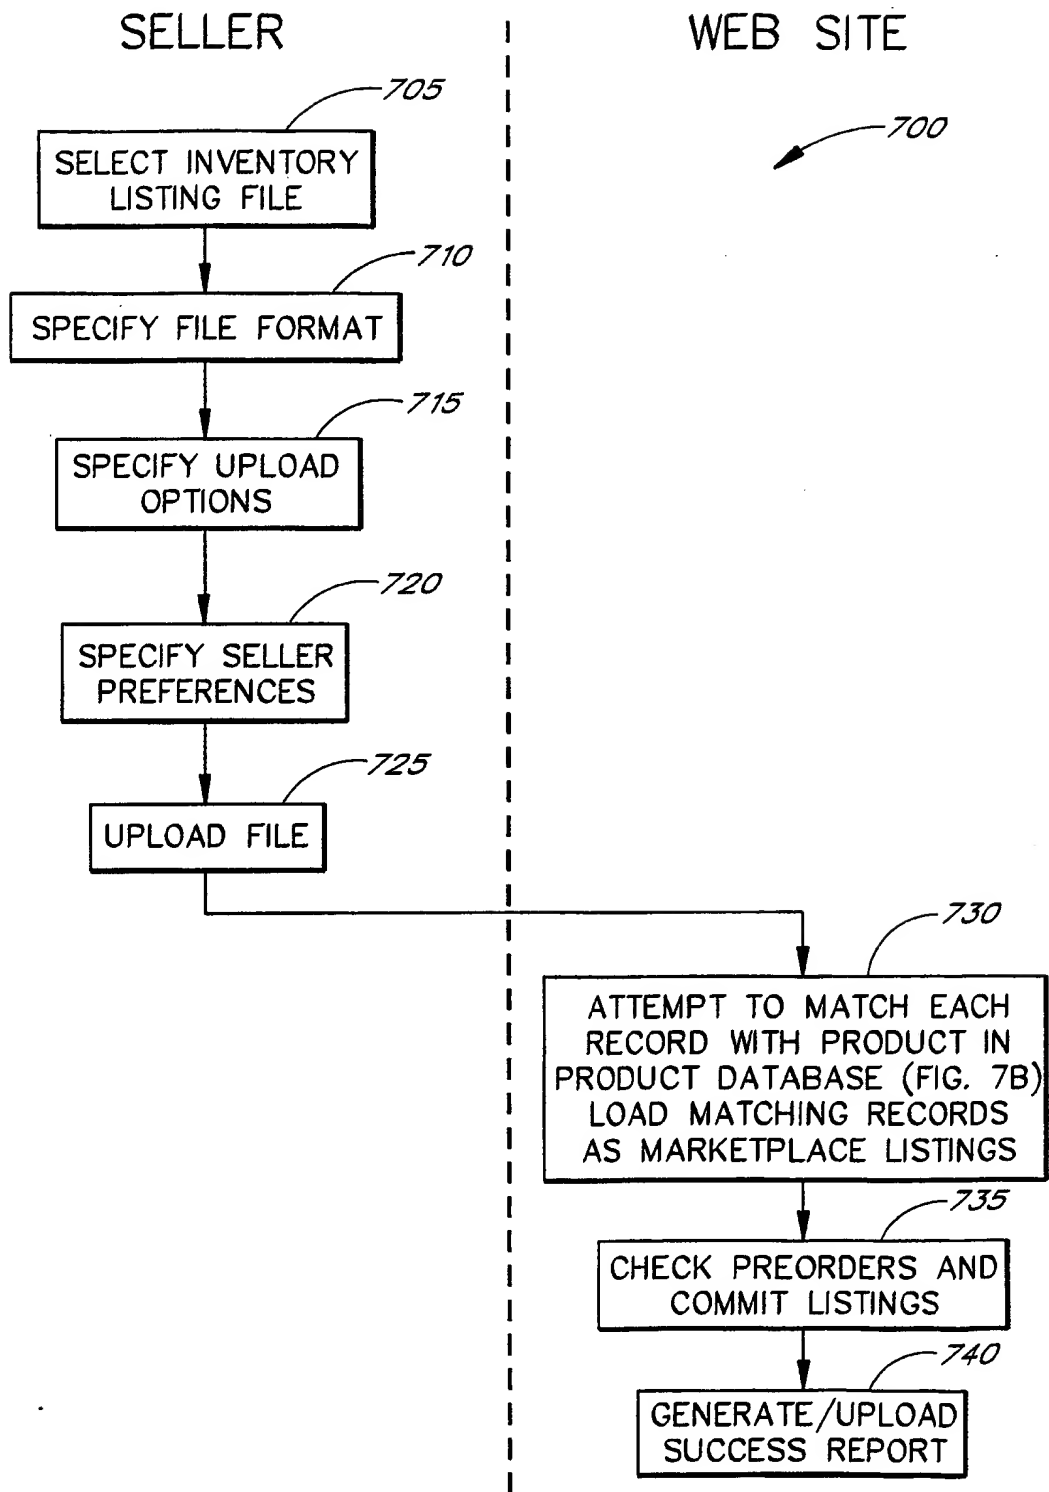 SELLER
WEB SITE
705
700
SELECT INVENTORY
LISTING FILE
710
SPECIFY FILE FORMAT
715
SPECIFY UPLOAD
OPTIONS
720
SPECIFY SELLER
PREFERENCES
725
UPLOAD FILE
730
ATTEMPT TO MATCH EACH
RECORD WITH PRODUCT IN
PRODUCT DATABASE (FIG. 7B)
LOAD MATCHING RECORDS
AS MARKETPLACE LISTINGS
735
CHECK PREORDERS AND
COMMIT LISTINGS
740
GENERATE/UPLOAD
SUCCESS REPORT